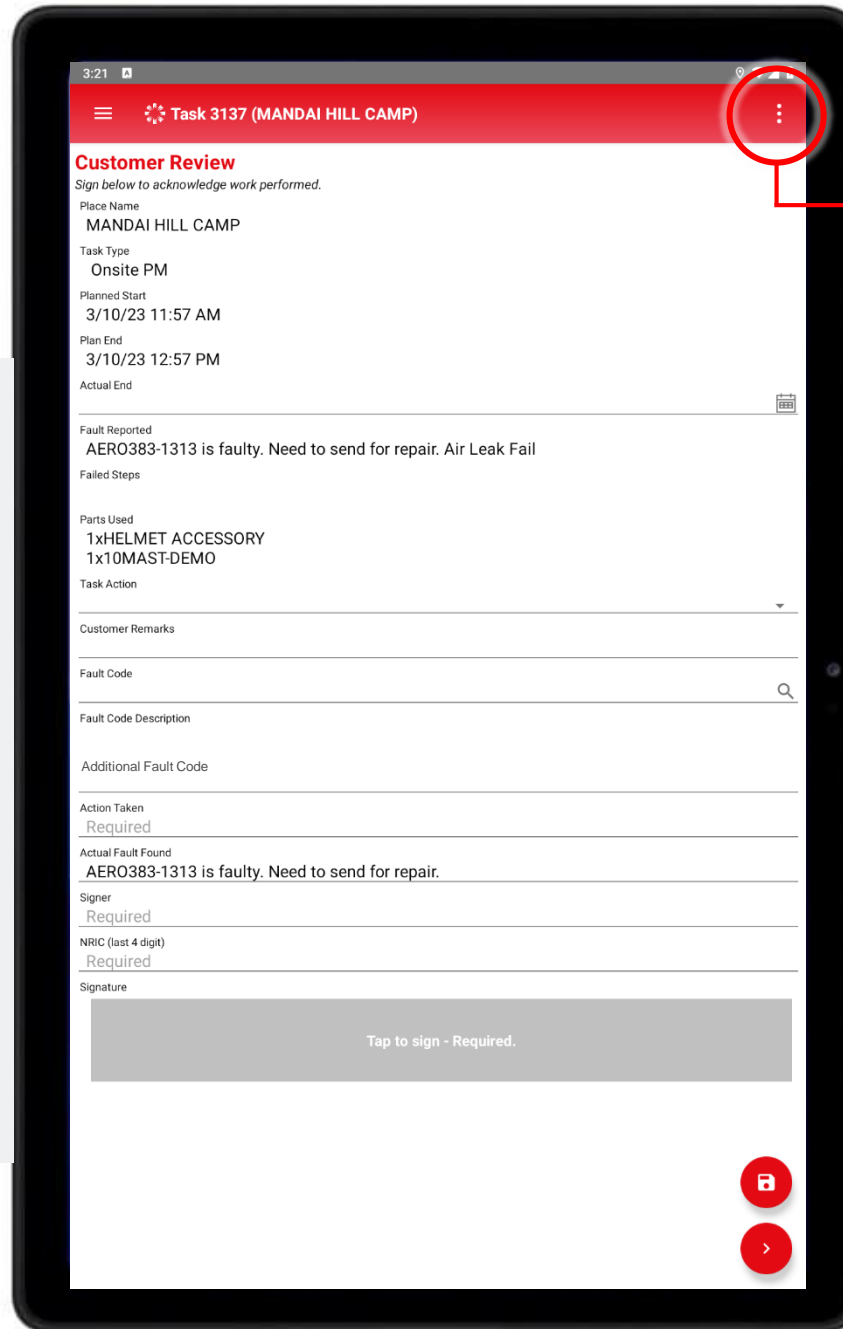 3:21
Task 3137 (MANDAI HILL CAMP)
Customer Review
Sign below to acknowledge work performed.
Place Name
MANDAI HILL CAMP
Task Type
Onsite PM
Planned Start
3/10/23 11:57 AM
Plan End
3/10/23 12:57 PM
Actual End
Fault Reported
AERO383-1313 is faulty. Need to send for repair. Air Leak Fail
Failed Steps
Parts Used
1xHELMET ACCESSORY
1x10MAST-DEMO
Task Action
Customer Remarks
Fault Code
Fault Code Description
Additional Fault Code
Action Taken
Required
Actual Fault Found
AERO383-1313 is faulty. Need to send for repair.
Signer
Required
NRIC (last 4 digit)
Required
Signature
Tap to sign - Required.